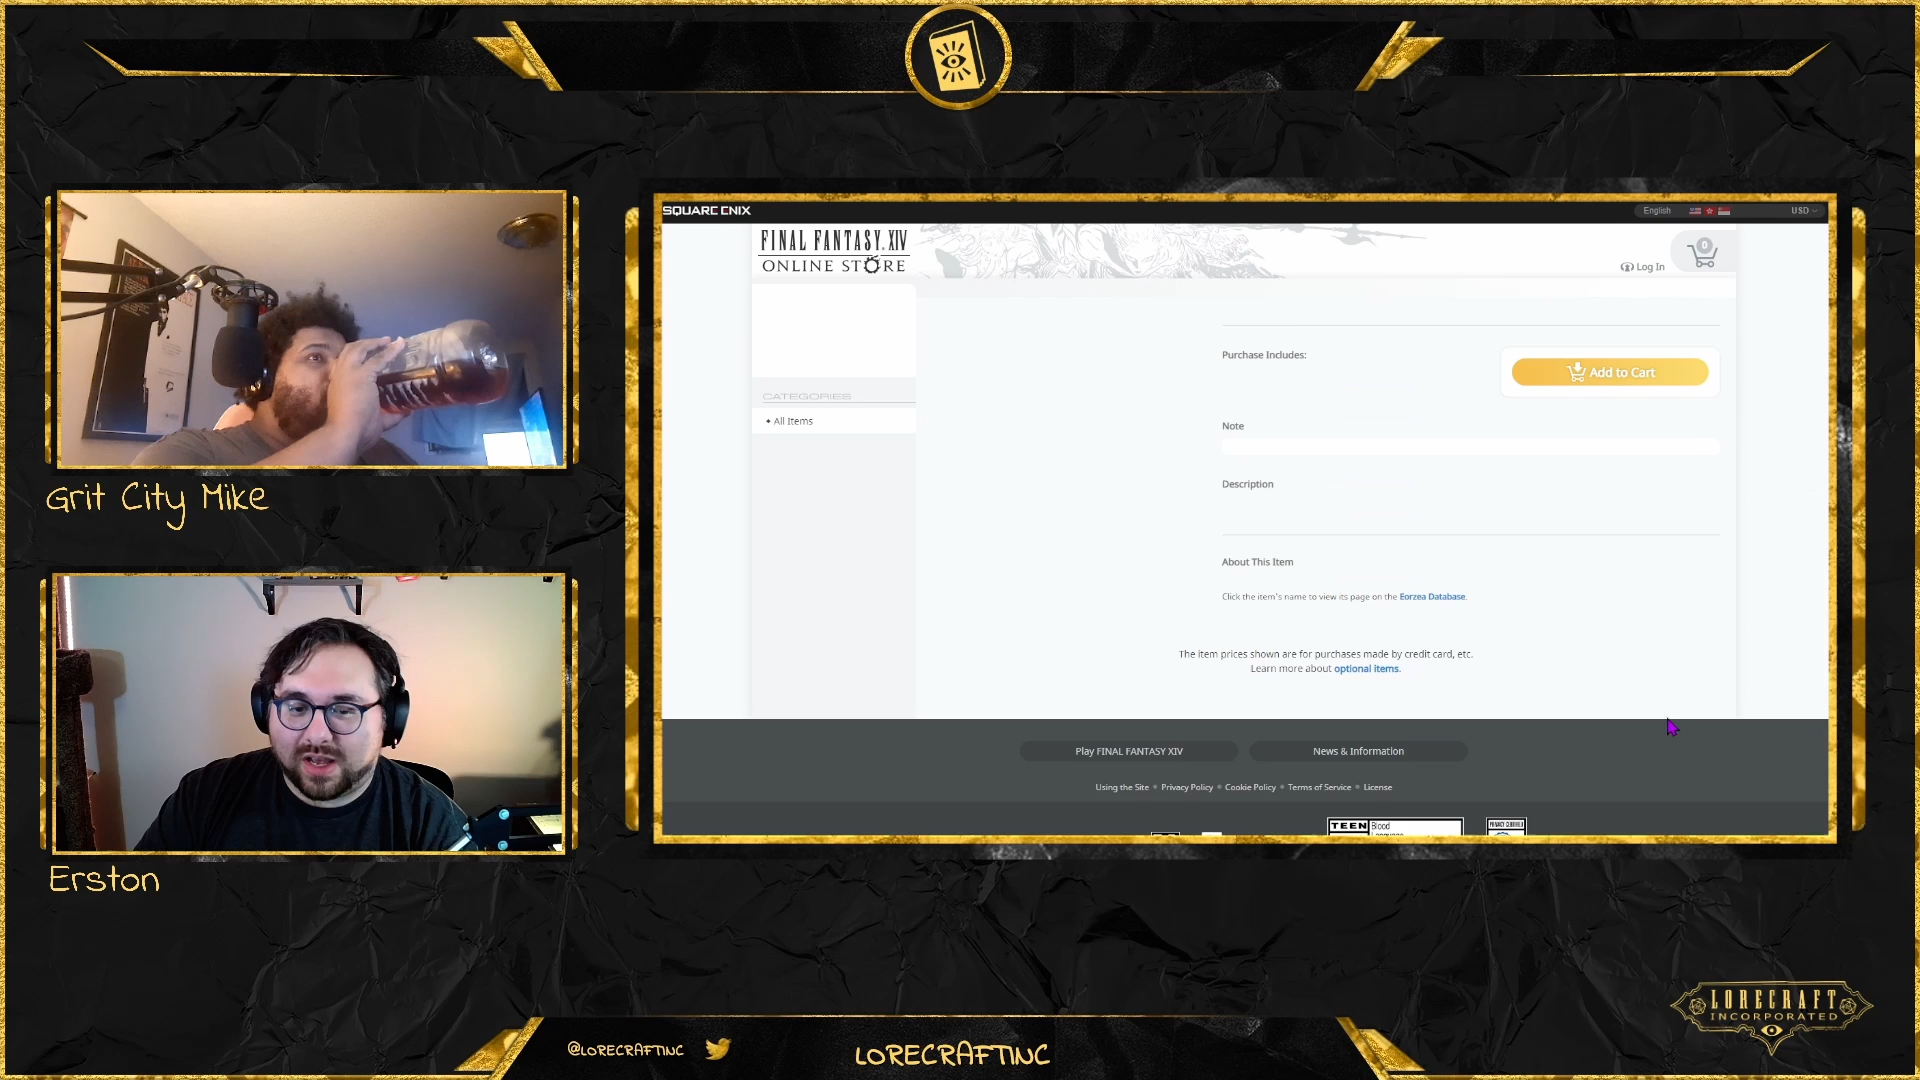 SQUARE ENIX
English
USD
FINAL FANTASY XIV
ONLINE STORE
Log In
0
CATEGORIES
All Items
Purchase Includes:
Add to Cart
Note
Description
About This Item
Click the item's name to view its page on the Eorzea Database.
The item prices shown are for purchases made by credit card, etc.
Learn more about optional items.
Play FINAL FANTASY XIV
News & Information
Using the Site
Privacy Policy
Cookie Policy
Terms of Service
License
TEEN
Blood
PRIVACY CERTIFIED
Grit City Mike
Erston
@LORECRAFTINC
LORECRAFTINC
LORECRAFT
INCORPORATED